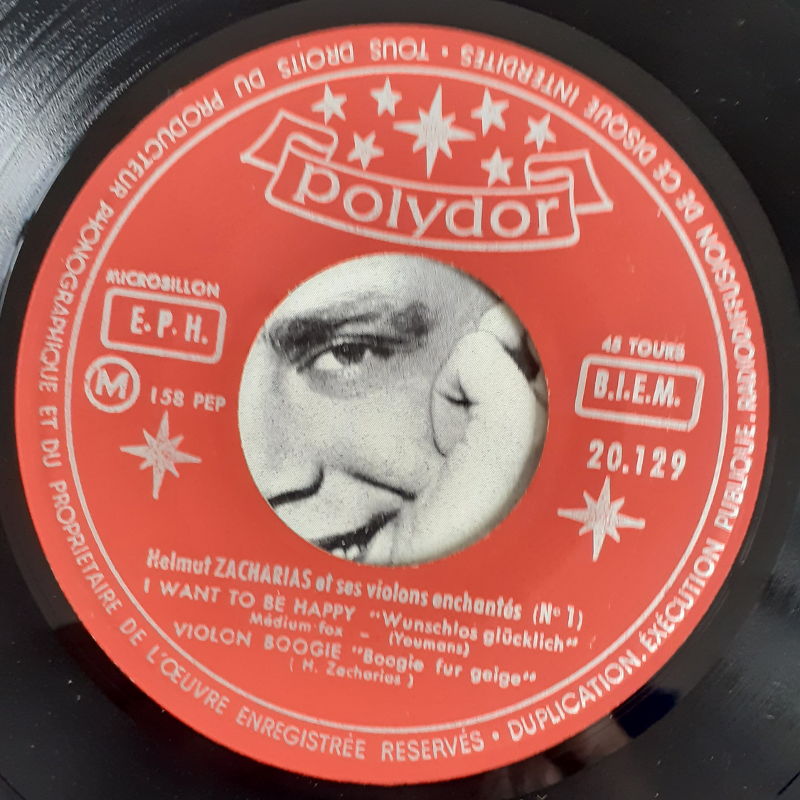 TOUS DROITS DU PRODUCTEUR PHONOGRAPHIQUE ET DU PROPRIETAIRE DE L'ŒUVRE ENREGISTRÉE RESERVÉS • DUPLICATION, EXÉCUTION PUBLIQUE, RADIODIFFUSION DE CE DISQUE INTERDITES •
polydor
MICROSILLON
E.P.H.
M 158 PEP
45 TOURS
B.I.E.M.
20.129
Helmut ZACHARIAS et ses violons enchantés (N° 1)
I WANT TO BE HAPPY "Wunschlos glücklich"
Médium-fox - (Youmans)
VIOLON BOOGIE "Boogie fur geige"
(H. Zacharias)